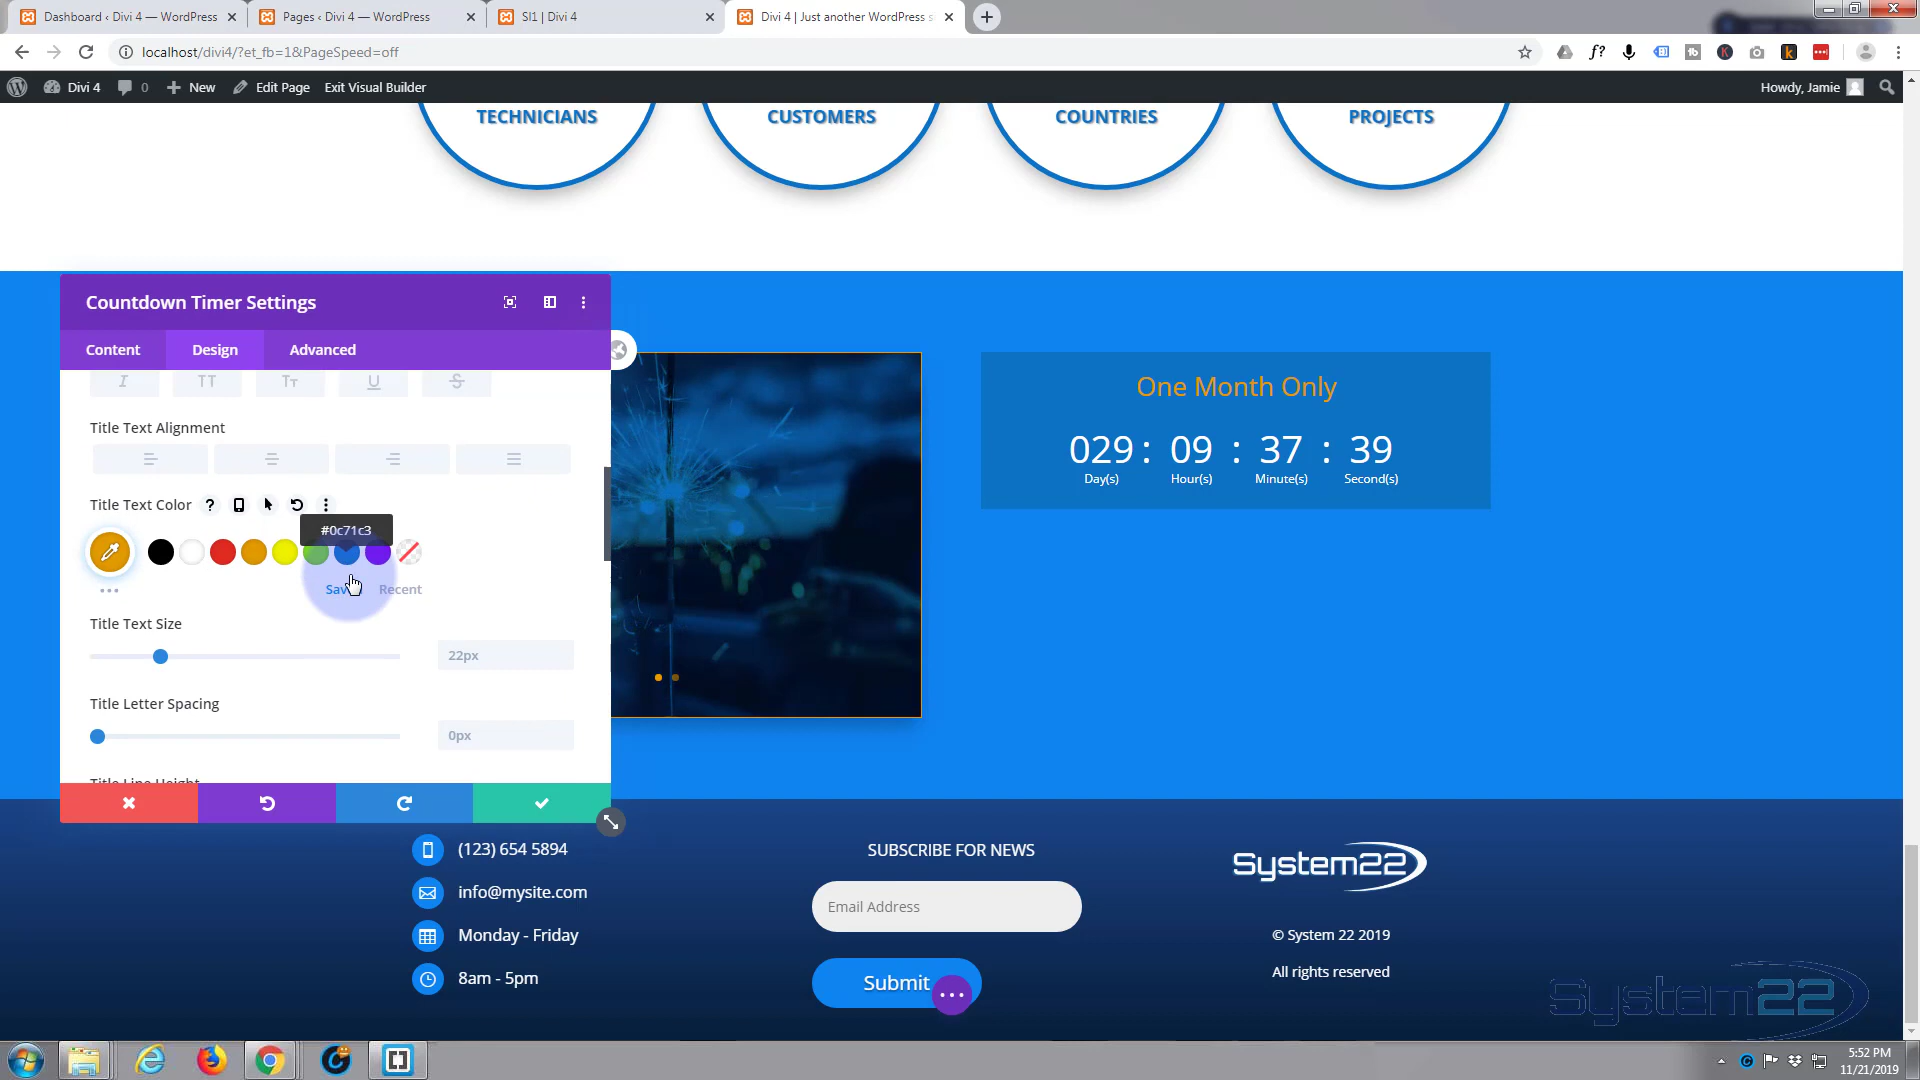 Dashboard ‹ Divi 4 — WordPress
Pages ‹ Divi 4 — WordPress
SI1 | Divi 4
Divi 4 | Just another WordPress s
localhost/divi4/?et_fb=1&PageSpeed=off
Divi 4
0
New
Edit Page
Exit Visual Builder
Howdy, Jamie
TECHNICIANS
CUSTOMERS
COUNTRIES
PROJECTS
Countdown Timer Settings
Content
Design
Advanced
Title Text Alignment
Title Text Color
#0c71c3
Saved
Recent
Title Text Size
22px
Title Letter Spacing
0px
Title Line Height
One Month Only
029 : 09 : 37 : 39
Day(s)
Hour(s)
Minute(s)
Second(s)
(123) 654 5894
info@mysite.com
Monday - Friday
8am - 5pm
SUBSCRIBE FOR NEWS
Email Address
Submit
System22
© System 22 2019
All rights reserved
System22
5:52 PM
11/21/2019